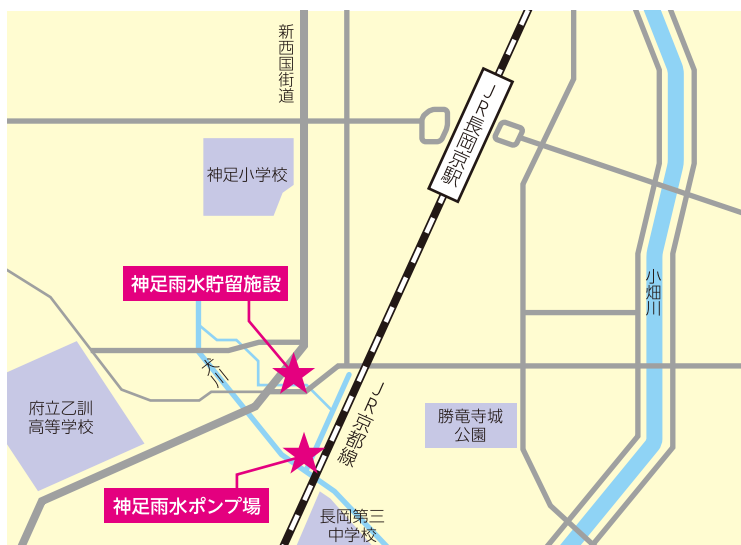 新西国街道
JR長岡京駅
神足小学校
神足雨水貯留施設
小畑川
犬川
府立乙訓
高等学校
JR京都線
勝竜寺城
公園
神足雨水ポンプ場
長岡第三
中学校